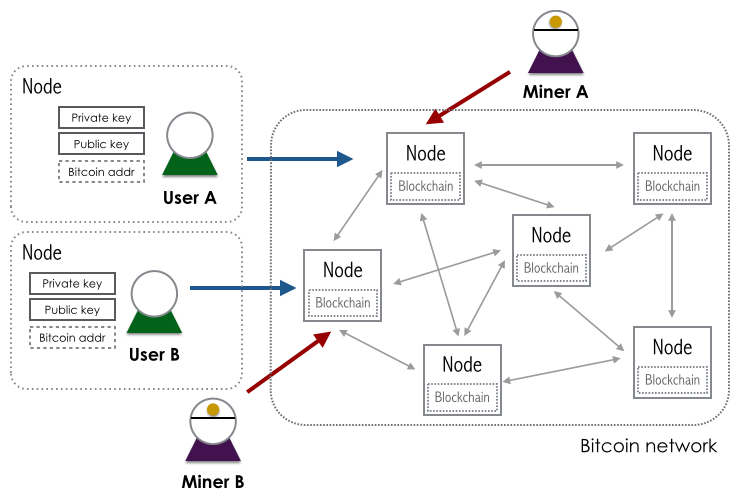 Node
Private key
Public key
Bitcoin addr
User A
Node
Private key
Public key
Bitcoin addr
User B
Miner B
Miner A
Node
Blockchain
Node
Blockchain
Node
Blockchain
Node
Blockchain
Node
Blockchain
Node
Blockchain
Bitcoin network